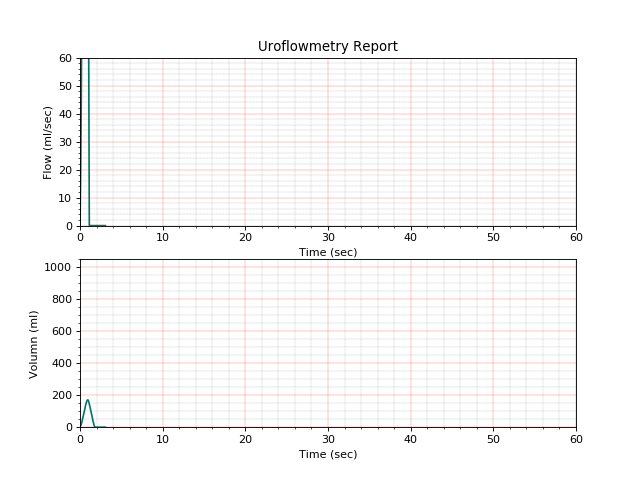 Uroflowmetry Report
Flow (ml/sec)
60
50
40
30
20
10
0
0 10 20 30 40 50 60
Time (sec)
Volumn (ml)
1000
800
600
400
200
0
0 10 20 30 40 50 60
Time (sec)